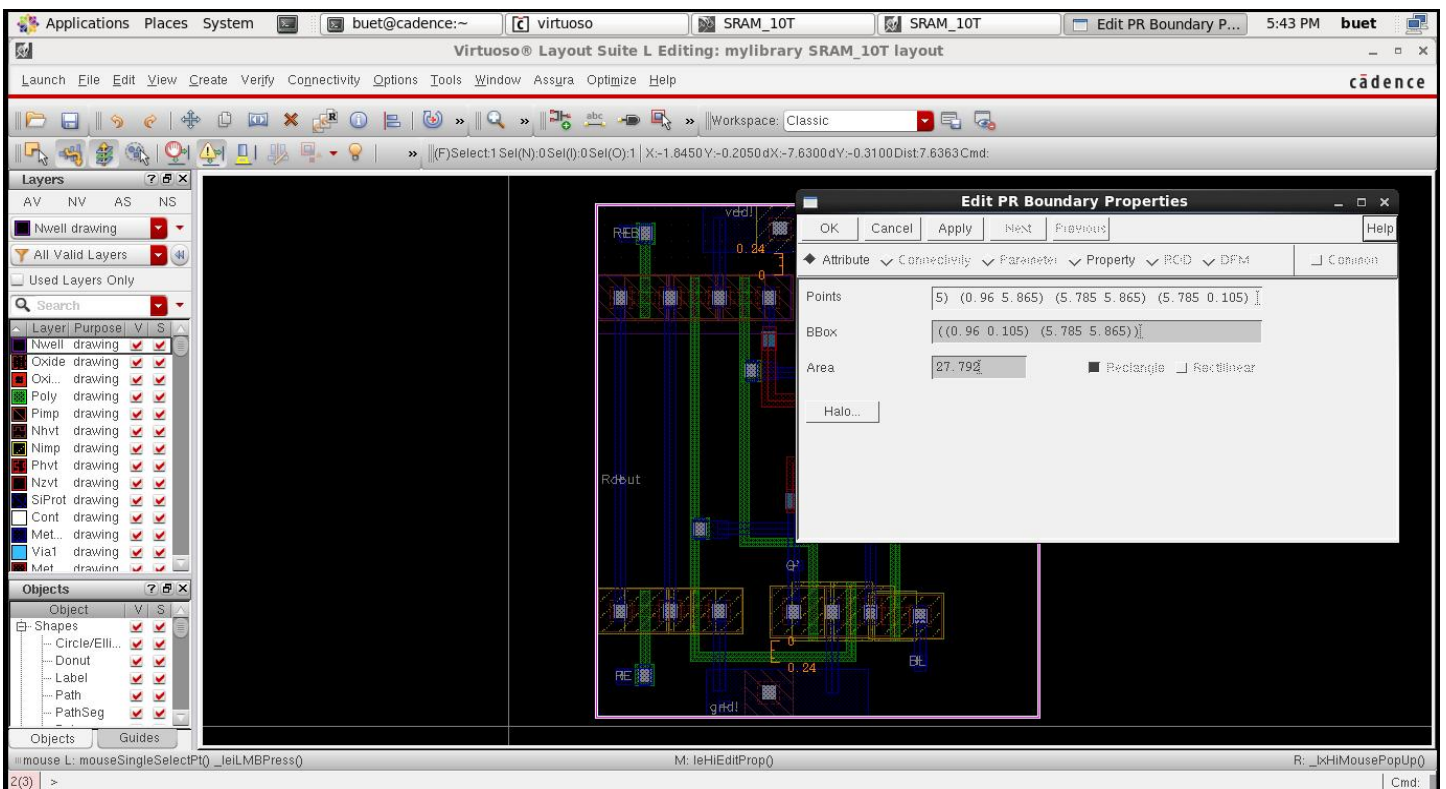 Applications Places System buet@cadence:~ virtuoso SRAM_10T SRAM_10T Edit PR Boundary P... 5:43 PM buet
Virtuoso® Layout Suite L Editing: mylibrary SRAM_10T layout
Launch File Edit View Create Verify Connectivity Options Tools Window Assura Optimize Help cādence
» » abc » Workspace: Classic
» (F)Select:1 Sel(N):0 Sel(I):0 Sel(O):1 X:-1.8450 Y:-0.2050 dX:-7.6300 dY:-0.3100 Dist:7.6363 Cmd:
Layers
AV NV AS NS
Nwell drawing
All Valid Layers
Used Layers Only
Search
Layer Purpose V S
Nwell drawing
Oxide drawing
Oxi... drawing
Poly drawing
Pimp drawing
Nhvt drawing
Nimp drawing
Phvt drawing
Nzvt drawing
SiProt drawing
Cont drawing
Met... drawing
Via1 drawing
Met drawing
Objects
Object V S
Shapes
Circle/Elli...
Donut
Label
Path
PathSeg
Objects Guides
vdd!
REB
0.24
0
Rdbut
Q'
0
0.24
BL
RE
gnd!
Edit PR Boundary Properties
OK Cancel Apply Next Previous Help
Attribute Connectivity Parameter Property ROD DFM Common
Points 5) (0.96 5.865) (5.785 5.865) (5.785 0.105)
BBox ((0.96 0.105) (5.785 5.865))
Area 27.792 Rectangle Rectilinear
Halo...
mouse L: mouseSingleSelectPt() _leiLMBPress() M: leHiEditProp() R: _lxHiMousePopUp()
2(3) > Cmd: